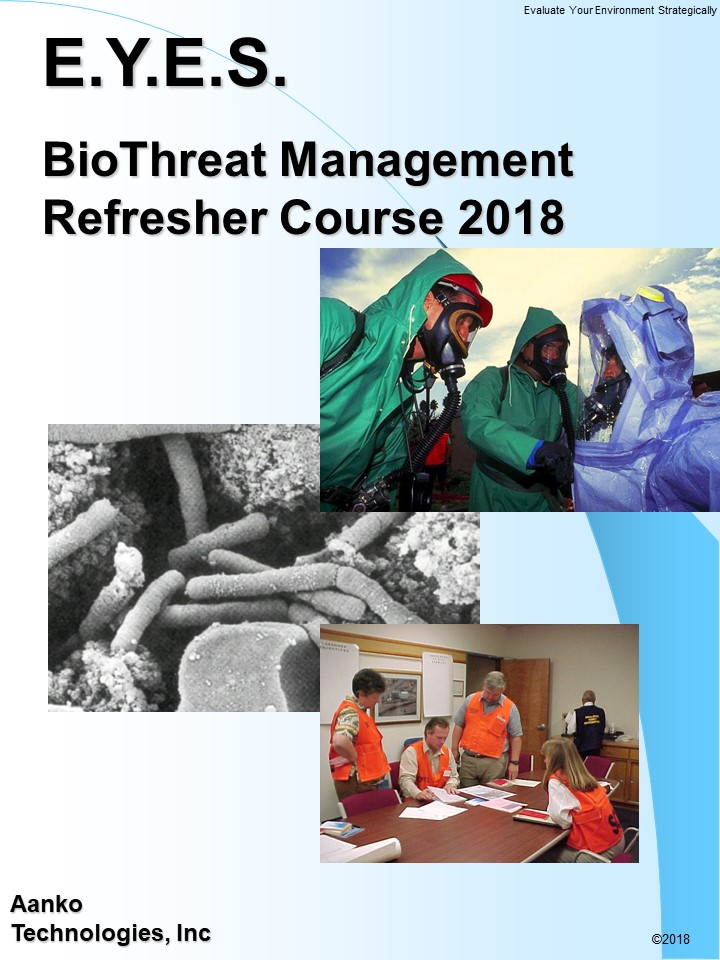 Evaluate Your Environment Strategically
E.Y.E.S.
BioThreat Management
Refresher Course 2018
Aanko
Technologies, Inc
©2018